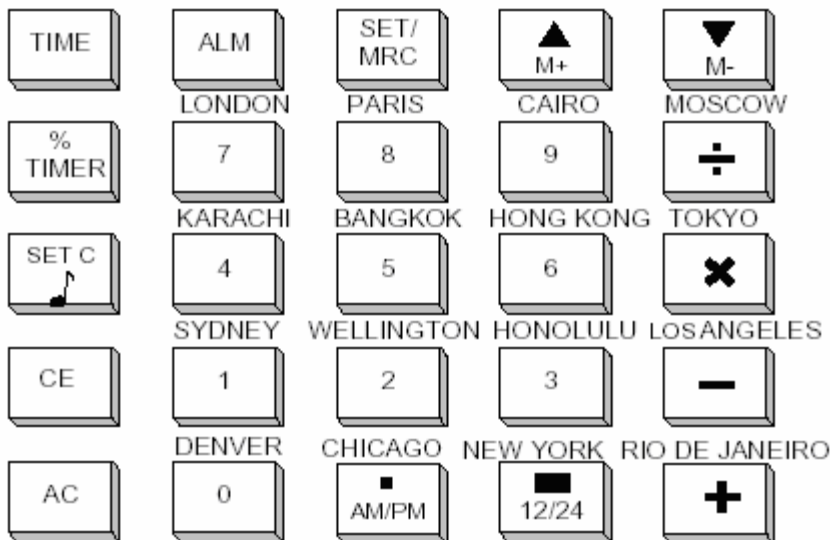 TIME ALM SET/ MRC ▲ M+ ▼ M-
LONDON PARIS CAIRO MOSCOW
% TIMER 7 8 9 ÷
KARACHI BANGKOK HONG KONG TOKYO
SET C ♪ 4 5 6 ×
SYDNEY WELLINGTON HONOLULU LOS ANGELES
CE 1 2 3 −
DENVER CHICAGO NEW YORK RIO DE JANEIRO
AC 0 . AM/PM 12/24 +